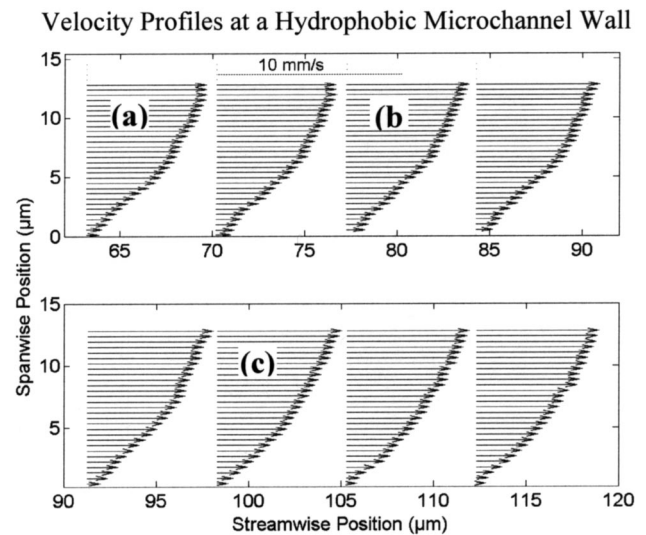 Velocity Profiles at a Hydrophobic Microchannel Wall
15
10 mm/s
(a)
(b)
10
5
0
65 70 75 80 85 90
Spanwise Position (μm)
15
10
(c)
5
90 95 100 105 110 115 120
Streamwise Position (μm)